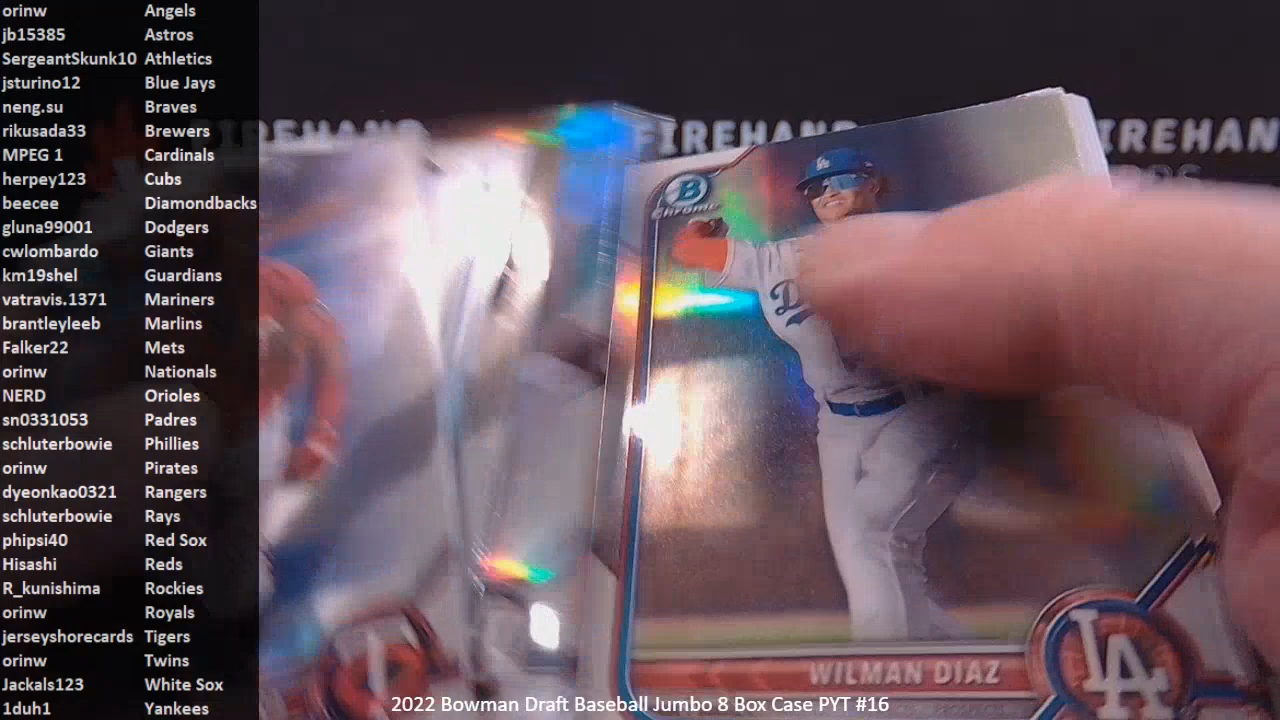 orinw Angels
jb15385 Astros
SergeantSkunk10 Athletics
jsturino12 Blue Jays
neng.su Braves
rikusada33 Brewers
MPEG 1 Cardinals
herpey123 Cubs
beecee Diamondbacks
gluna99001 Dodgers
cwlombardo Giants
km19shel Guardians
vatravis.1371 Mariners
brantleyleeb Marlins
Falker22 Mets
orinw Nationals
NERD Orioles
sn0331053 Padres
schluterbowie Phillies
orinw Pirates
dyeonkao0321 Rangers
schluterbowie Rays
phipsi40 Red Sox
Hisashi Reds
R_kunishima Rockies
orinw Royals
jerseyshorecards Tigers
orinw Twins
Jackals123 White Sox
1duh1 Yankees
FIREHAND FIREHAND FIREHAN
B
Chrome
LA
WILMAN DIAZ
LA
2022 Bowman Draft Baseball Jumbo 8 Box Case PYT #16